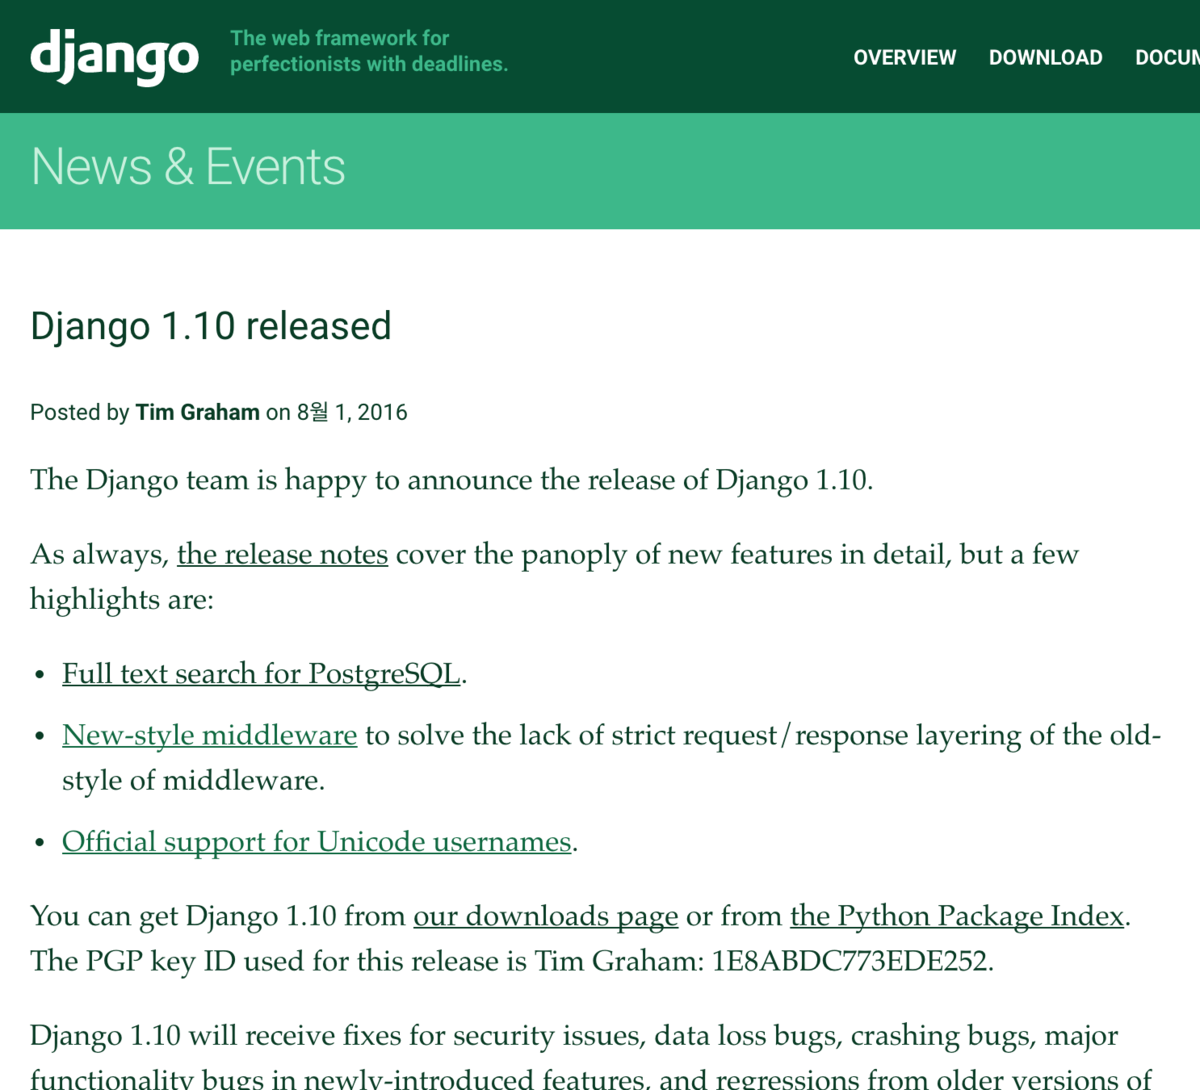 django
The web framework for
perfectionists with deadlines.
OVERVIEW DOWNLOAD
News & Events
Django 1.10 released
Posted by Tim Graham on 8월 1, 2016
The Django team is happy to announce the release of Django 1.10.
As always, the release notes cover the panoply of new features in detail, but a few
highlights are:
• Full text search for PostgreSQL.
• New-style middleware to solve the lack of strict request/response layering of the old-
style of middleware.
• Official support for Unicode usernames.
You can get Django 1.10 from our downloads page or from the Python Package Index.
The PGP key ID used for this release is Tim Graham: 1E8ABDC773EDE252.
Django 1.10 will receive fixes for security issues, data loss bugs, crashing bugs, major
functionality bugs in newly-introduced features, and regressions from older versions of